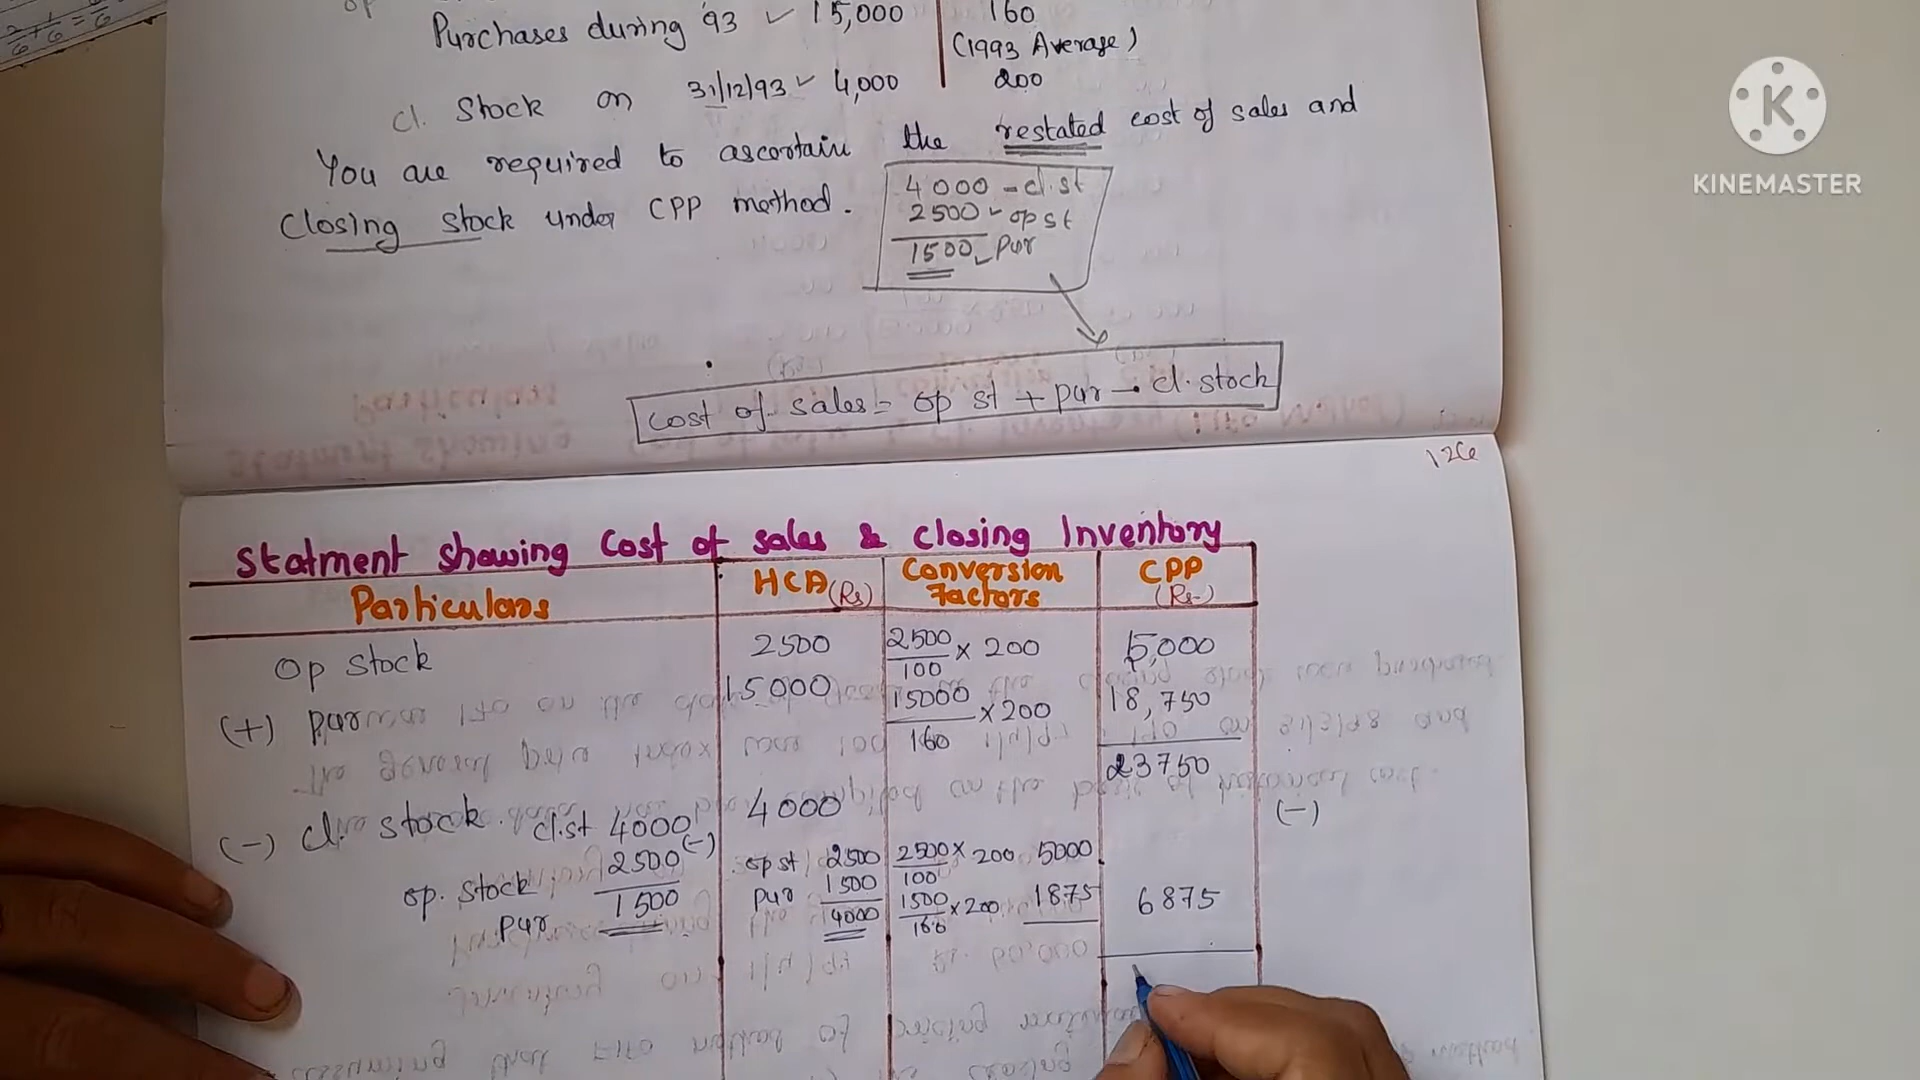 op
Purchases during 93 ✓ 15,000 160
(1993 Average)
cl. Stock on 31/12/93 ✓ 4,000 200
You are required to ascertain the restated cost of sales and
Closing stock under CPP method.
4000 - cl.st
2500 - op st
1500 - pur
cost of sales = op st + pur - cl. stock
126
Statment showing Cost of sales & Closing Inventory
Particulars HCA (Rs) Conversion Factors CPP (Rs-)
Op Stock 2500 2500/100 × 200 5,000
(+) pur 15000 15000/160 × 200 18,750
23750
(-) cl. stock. cl.st 4000 4000 (-)
op. stock 2500 (-) op st 2500 2500/100 × 200 5000
pur 1500 pur 1500 1500/160 × 200 1875 6875
4000
KINEMASTER